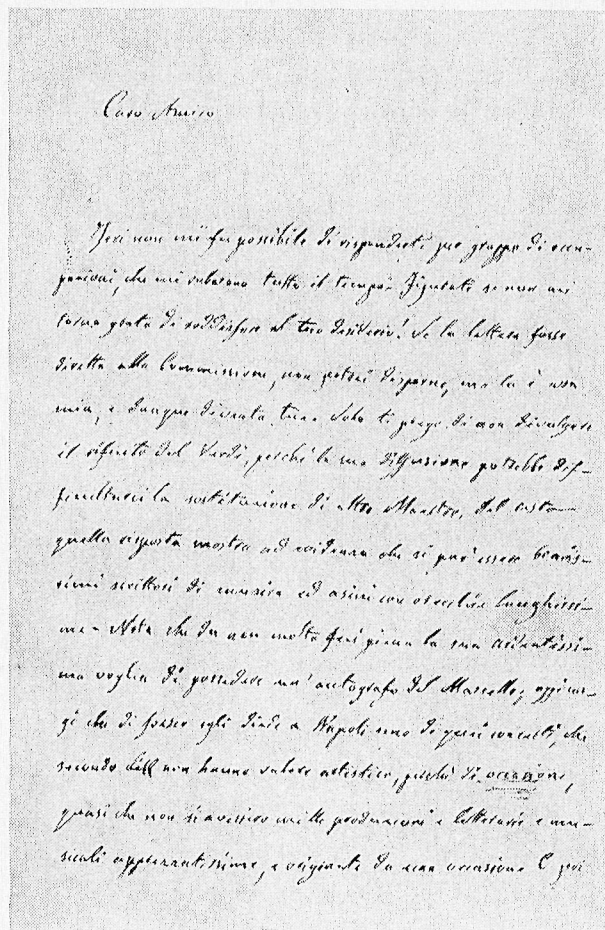 Caro Amico
Jeri non mi fu possibile di risponderti per gruppo di occu-
pazioni, che mi rubarono tutto il tempo. Figurati se non mi
torna grato di soddisfare al tuo desiderio! Se la lettera fosse
diretta alla Commissione, non potrei disporne, ma la è cosa
mia, e dunque diventa tua. Solo ti prego di non divulgare
il rifiuto del Verdi, perchè la sua diffusione potrebbe dif-
ficultarci la sostituzione di altro Maestro. Del resto
quella risposta mostra ad evidenza che si può essere bravis-
simi scrittori di musica ed asini con orecchie lunghissi-
me - Nota che da non molto feci piena la sua ardentissi-
ma voglia di possedere un' autografo del Marcello; aggiun-
gi che di fresco egli diede a Napoli uno di questi concerti, che
secondo lui non hanno valore artistico, perchè di occasione,
quasi che non si avessero mille produzioni e letterarie e mu-
sicali apprezzatissime, e originate da una occasione